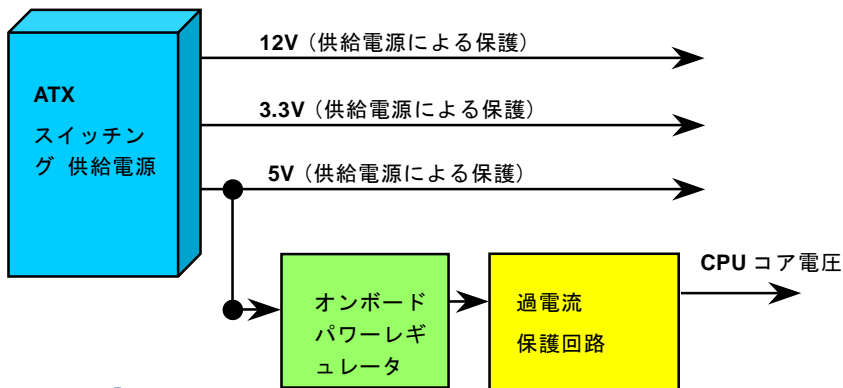 12V（供給電源による保護）
ATX
スイッチン
グ 供給電源
3.3V（供給電源による保護）
5V（供給電源による保護）
CPU コア電圧
オンボード
パワーレギ
ュレータ
過電流
保護回路